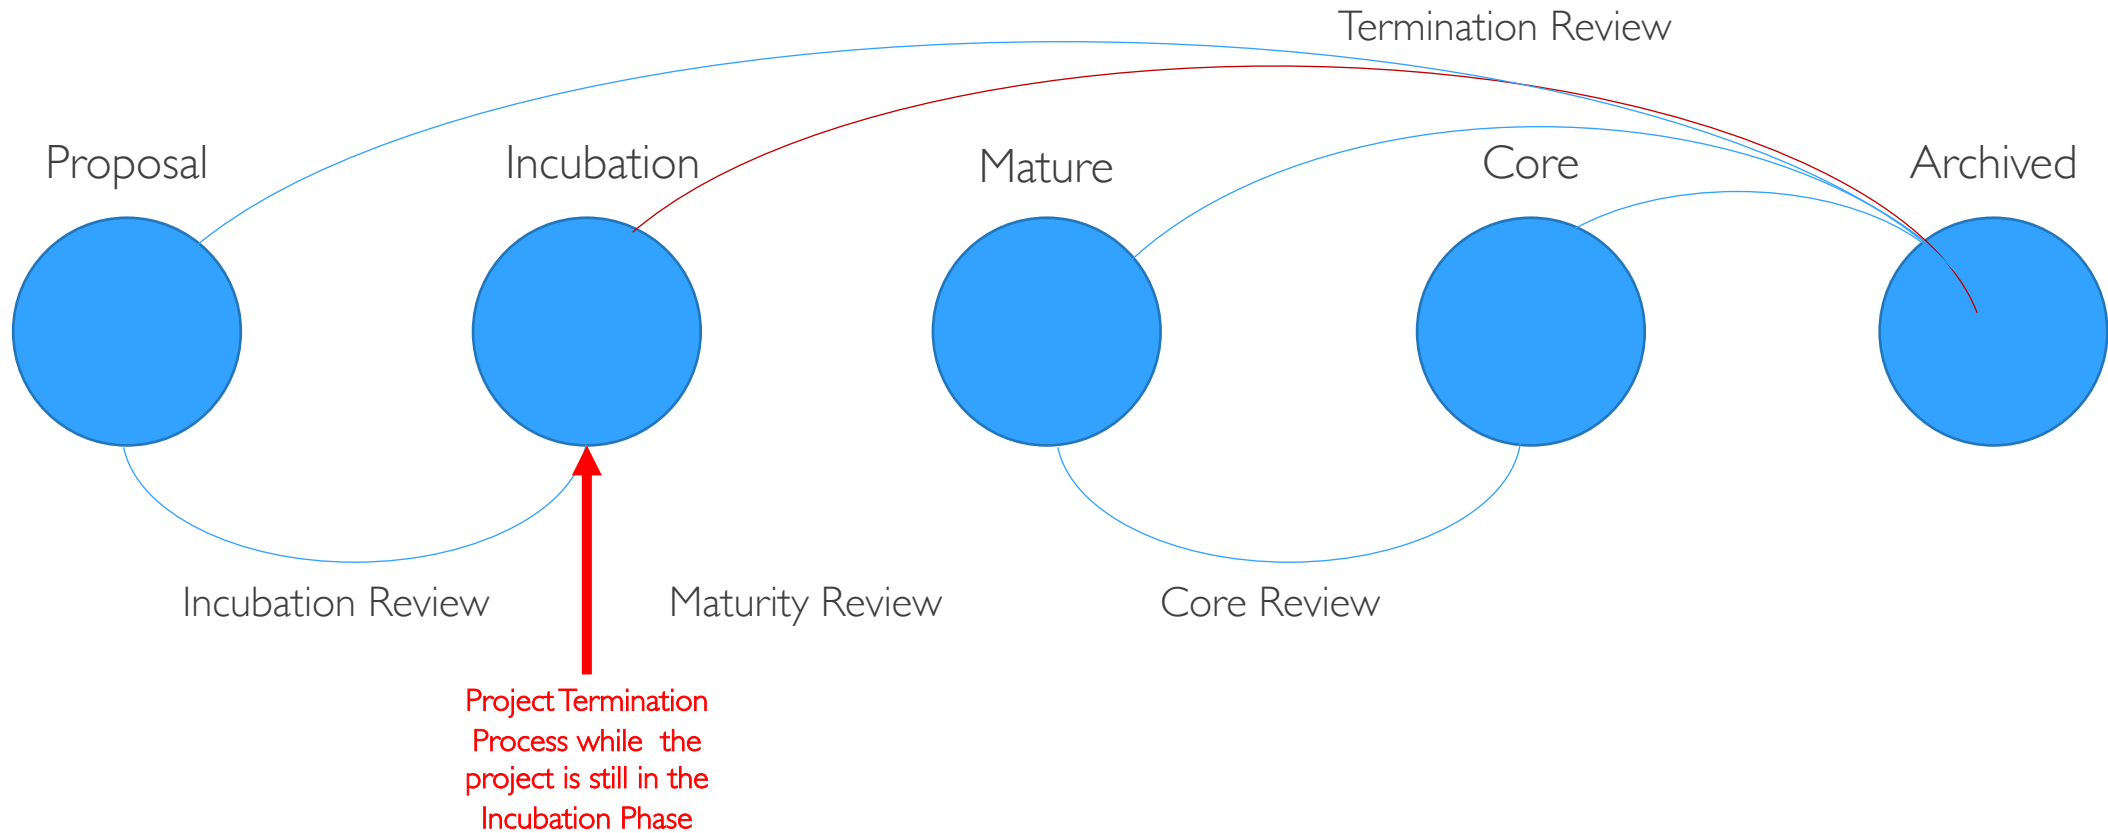 Termination Review
Proposal
Incubation
Mature
Core
Archived
Incubation Review
Maturity Review
Core Review
Project Termination
Process while the
project is still in the
Incubation Phase